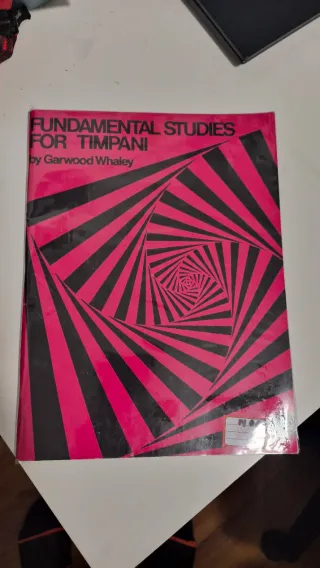 FUNDAMENTAL STUDIES
FOR TIMPANI
by Garwood Whaley